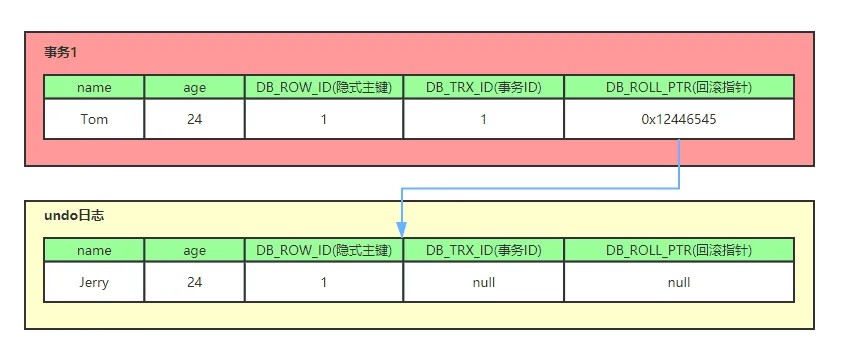 事务1
name age DB_ROW_ID(隐式主键) DB_TRX_ID(事务ID) DB_ROLL_PTR(回滚指针)
Tom 24 1 1 0x12446545
undo日志
name age DB_ROW_ID(隐式主键) DB_TRX_ID(事务ID) DB_ROLL_PTR(回滚指针)
Jerry 24 1 null null